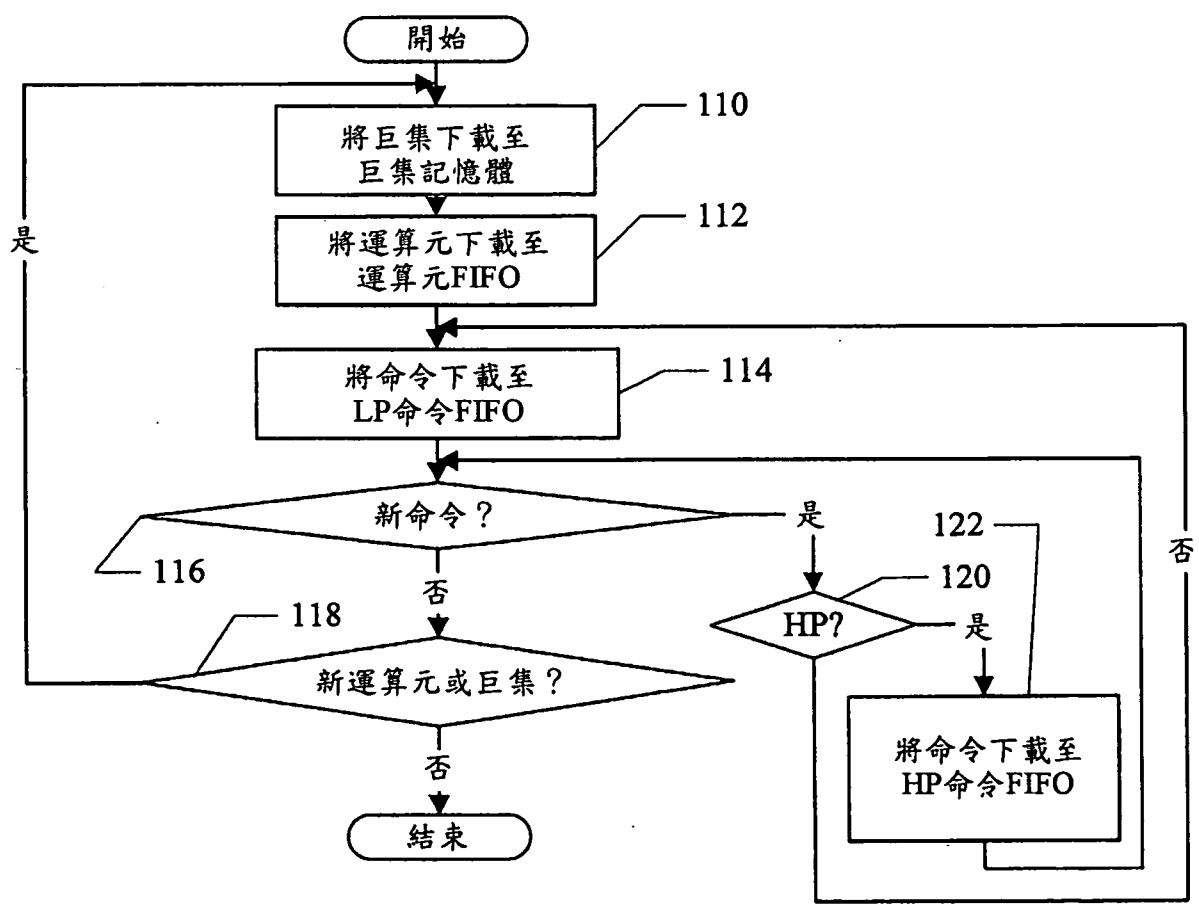 開始
110
將巨集下載至
巨集記憶體
112
將運算元下載至
運算元FIFO
是
114
將命令下載至
LP命令FIFO
新命令？
是
116
否
122
120
HP?
是
否
118
新運算元或巨集？
將命令下載至
HP命令FIFO
否
結束